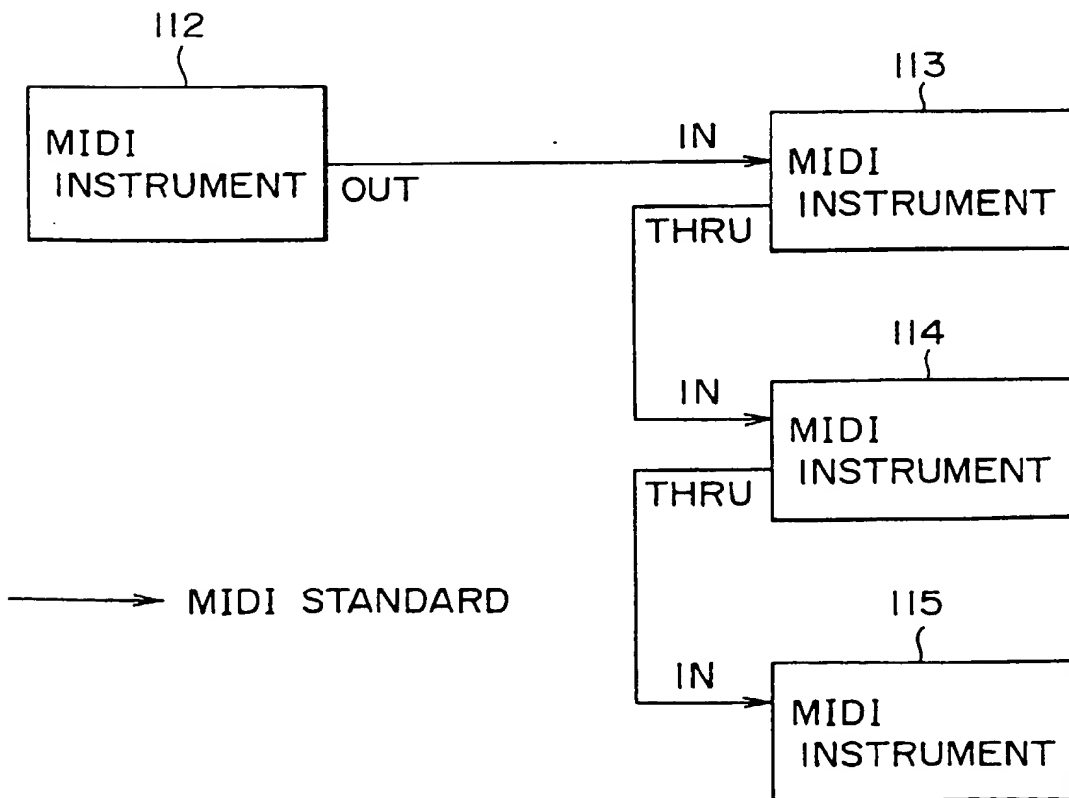 112
MIDI
INSTRUMENT
OUT
IN
113
MIDI
INSTRUMENT
THRU
114
IN
MIDI
INSTRUMENT
THRU
MIDI STANDARD
115
IN
MIDI
INSTRUMENT